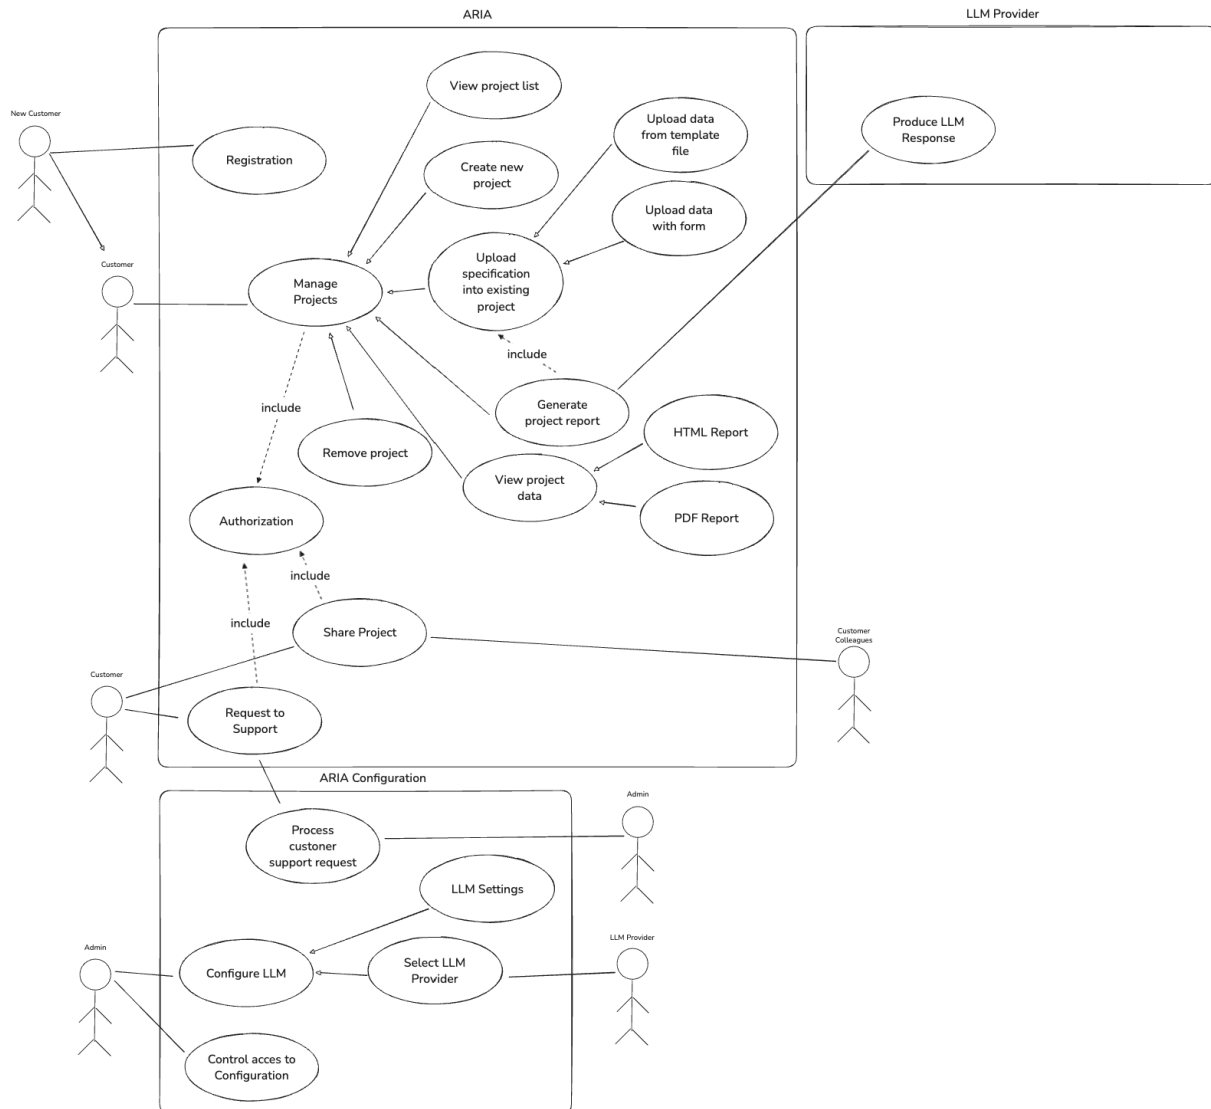 ARIA
LLM Provider
View project list
Upload data
from template
file
New Customer
Produce LLM
Response
Registration
Create new
project
Upload data
with form
Customer
Upload
specification
into existing
project
Manage
Projects
include
include
Generate
project report
HTML Report
Remove project
View project
data
PDF Report
Authorization
include
include
Share Project
Customer
Colleagues
Customer
Request to
Support
ARIA Configuration
Admin
Process
custoner
support request
LLM Settings
LLM Provider
Admin
Configure LLM
Select LLM
Provider
Control acces to
Configuration